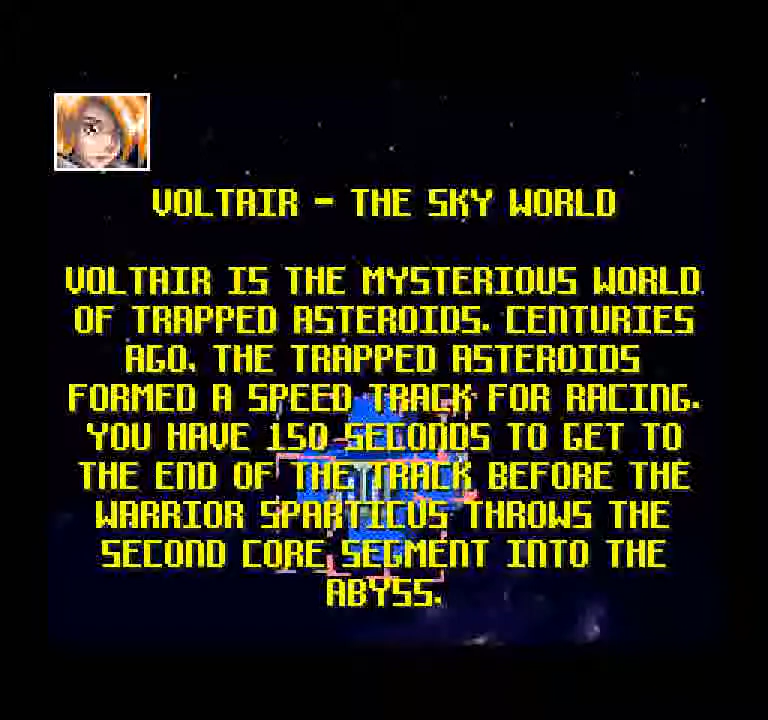 VOLTAIR - THE SKY WORLD
VOLTAIR IS THE MYSTERIOUS WORLD
OF TRAPPED ASTEROIDS. CENTURIES
AGO, THE TRAPPED ASTEROIDS
FORMED A SPEED TRACK FOR RACING.
YOU HAVE 150 SECONDS TO GET TO
THE END OF THE TRACK BEFORE THE
WARRIOR SPARTICUS THROWS THE
SECOND CORE SEGMENT INTO THE
ABYSS.